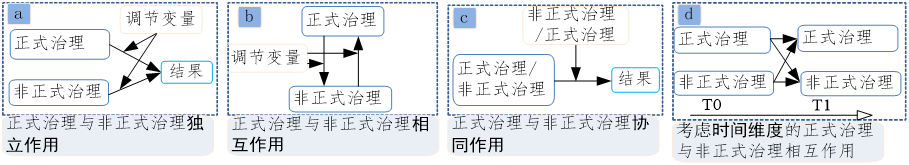 a
调节变量
正式治理
结果
非正式治理
正式治理与非正式治理独
立作用
b
正式治理
调节变量
非正式治理
正式治理与非正式治理相
互作用
c
非正式治理
/正式治理
正式治理/
非正式治理
结果
正式治理与非正式治理协
同作用
d
正式治理
正式治理
非正式治理
非正式治理
T0
T1
考虑时间维度的正式治理
与非正式治理相互作用